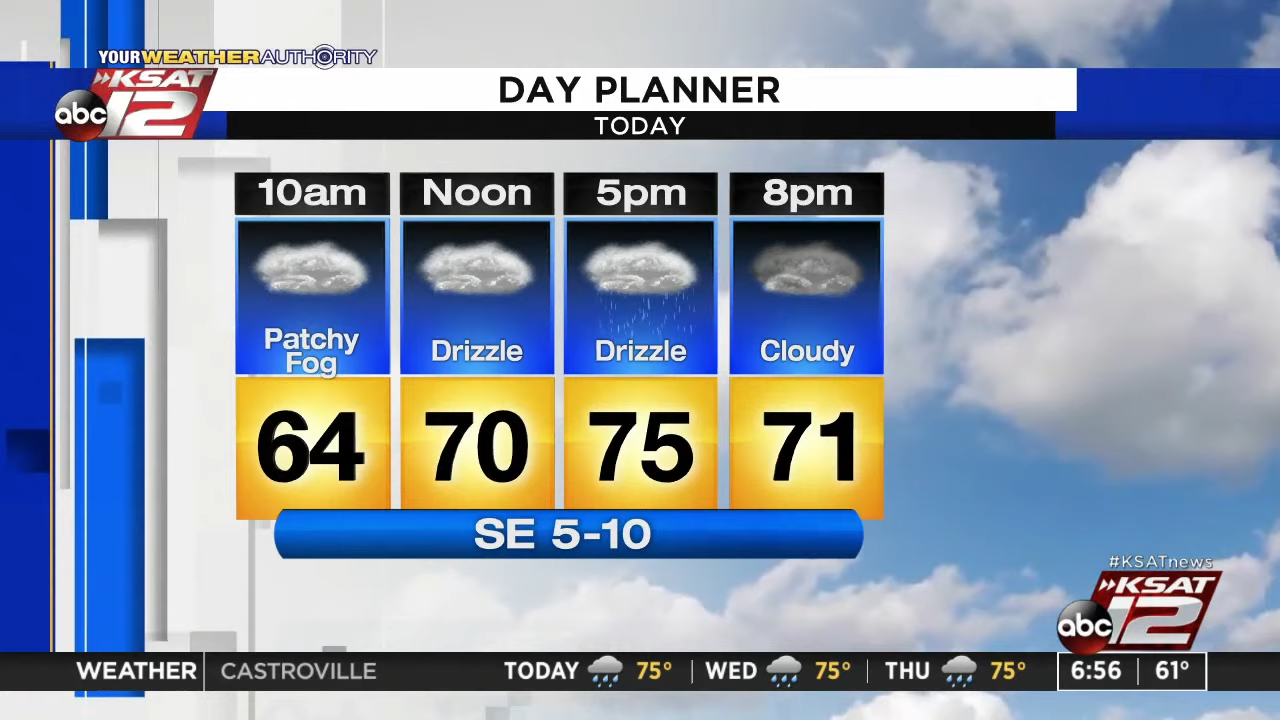 YOURWEATHERAUTHORITY
KSAT
abc 12
DAY PLANNER
TODAY
10am Noon 5pm 8pm
Patchy Fog Drizzle Drizzle Cloudy
64 70 75 71
SE 5-10
#KSATnews
KSAT
abc 12
WEATHER CASTROVILLE TODAY 75° WED 75° THU 75° 6:56 61°